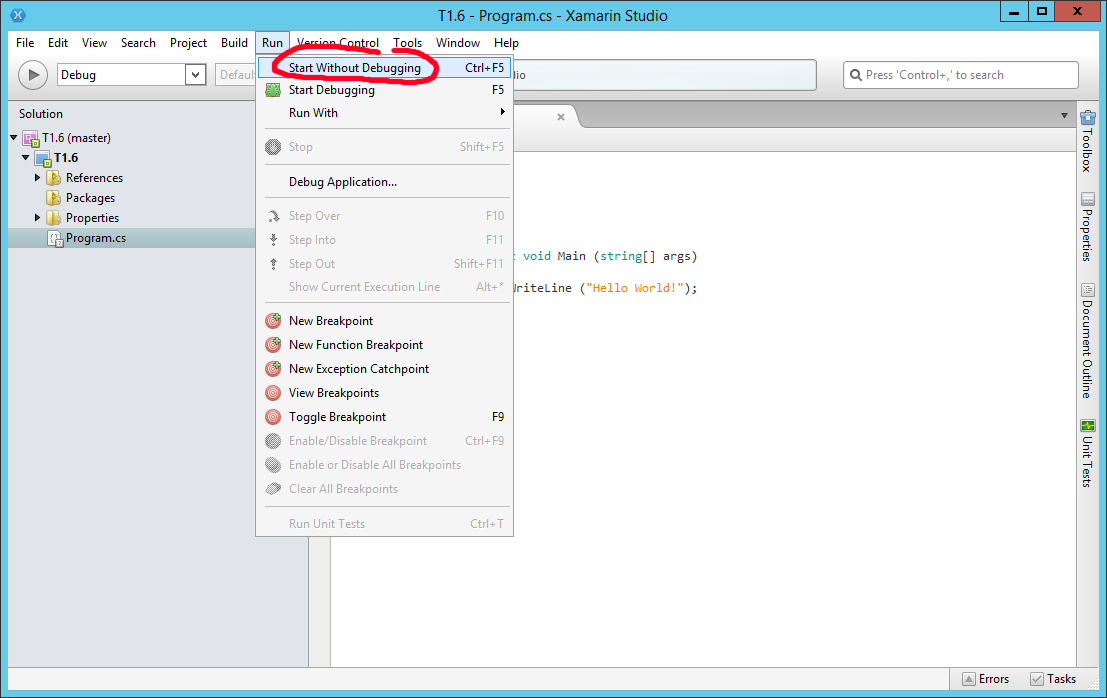 T1.6 - Program.cs - Xamarin Studio
File Edit View Search Project Build Run Version Control Tools Window Help
Debug
Press 'Control+,' to search
Start Without Debugging Ctrl+F5
Start Debugging F5
Run With
Stop Shift+F5
Debug Application...
Step Over F10
Step Into F11
Step Out Shift+F11
Show Current Execution Line Alt+*
New Breakpoint
New Function Breakpoint
New Exception Catchpoint
View Breakpoints
Toggle Breakpoint F9
Enable/Disable Breakpoint Ctrl+F9
Enable or Disable All Breakpoints
Clear All Breakpoints
Run Unit Tests Ctrl+T
Solution
T1.6 (master)
T1.6
References
Packages
Properties
Program.cs
void Main (string[] args)
WriteLine ("Hello World!");
Toolbox
Properties
Document Outline
Unit Tests
Errors Tasks